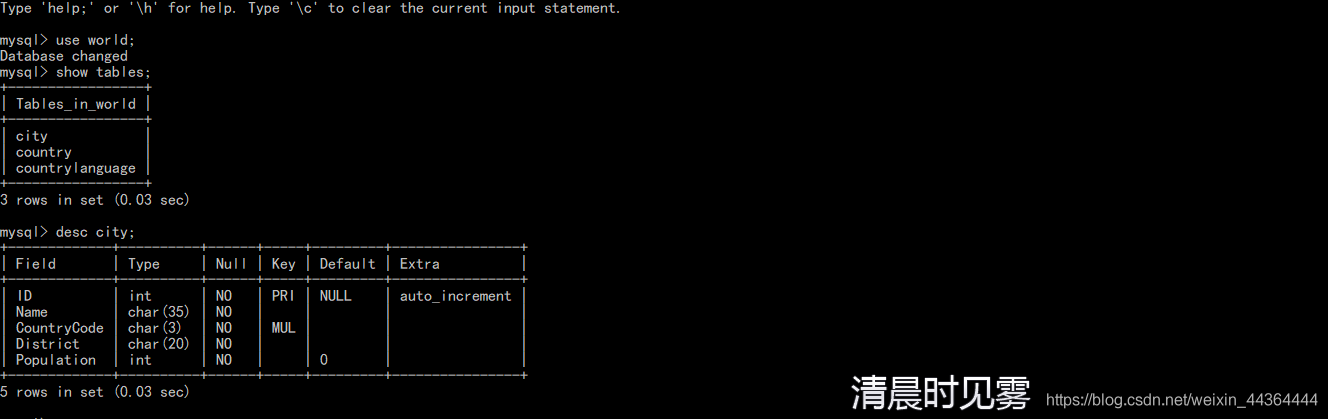 Type 'help;' or '\h' for help. Type '\c' to clear the current input statement.
mysql> use world;
Database changed
mysql> show tables;
+-----------------+
| Tables_in_world |
+-----------------+
| city            |
| country         |
| countrylanguage |
+-----------------+
3 rows in set (0.03 sec)
mysql> desc city;
+-------------+----------+------+-----+---------+----------------+
| Field       | Type     | Null | Key | Default | Extra          |
+-------------+----------+------+-----+---------+----------------+
| ID          | int      | NO   | PRI | NULL    | auto_increment |
| Name        | char(35) | NO   |     |         |                |
| CountryCode | char(3)  | NO   | MUL |         |                |
| District    | char(20) | NO   |     |         |                |
| Population  | int      | NO   |     | 0       |                |
+-------------+----------+------+-----+---------+----------------+
5 rows in set (0.03 sec)
清晨时见雾 https://blog.csdn.net/weixin_44364444